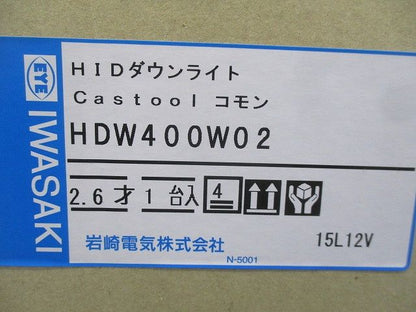 EYE
IWASAKI
HIDダウンライト
Castool コモン
HDW400W02
2.6才1台入 4
岩崎電気株式会社
15L12V
N-5001